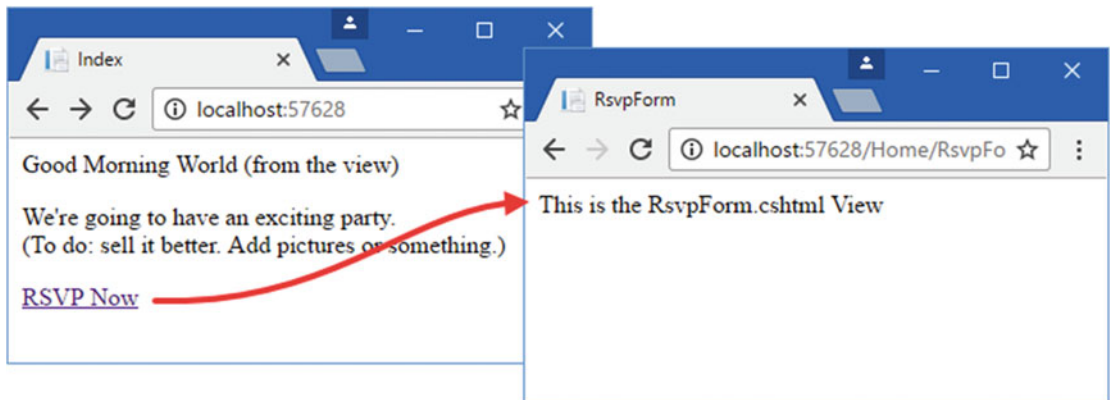 Index
localhost:57628
Good Morning World (from the view)
We're going to have an exciting party.
(To do: sell it better. Add pictures or something.)
RSVP Now
RsvpForm
localhost:57628/Home/RsvpFo
This is the RsvpForm.cshtml View